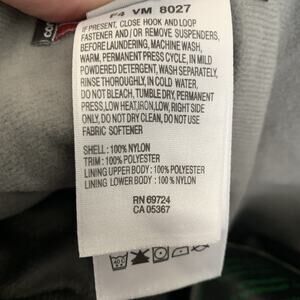 F4 VM 8027
IF PRESENT, CLOSE HOOK AND LOOP
FASTENER AND/OR REMOVE SUSPENDERS,
BEFORE LAUNDERING, MACHINE WASH,
WARM, PERMANENT PRESS CYCLE, IN MILD
POWDERED DETERGENT, WASH SEPARATELY,
RINSE THOROUGHLY, IN COLD WATER,
DO NOT BLEACH, TUMBLE DRY, PERMANENT
PRESS, LOW HEAT, IRON, LOW, RIGHT SIDE
ONLY, DO NOT DRY CLEAN, DO NOT USE
FABRIC SOFTENER
SHELL : 100% NYLON
TRIM : 100% POLYESTER
LINING UPPER BODY : 100% POLYESTER
LINING LOWER BODY : 100% NYLON
RN 69724
CA 05367